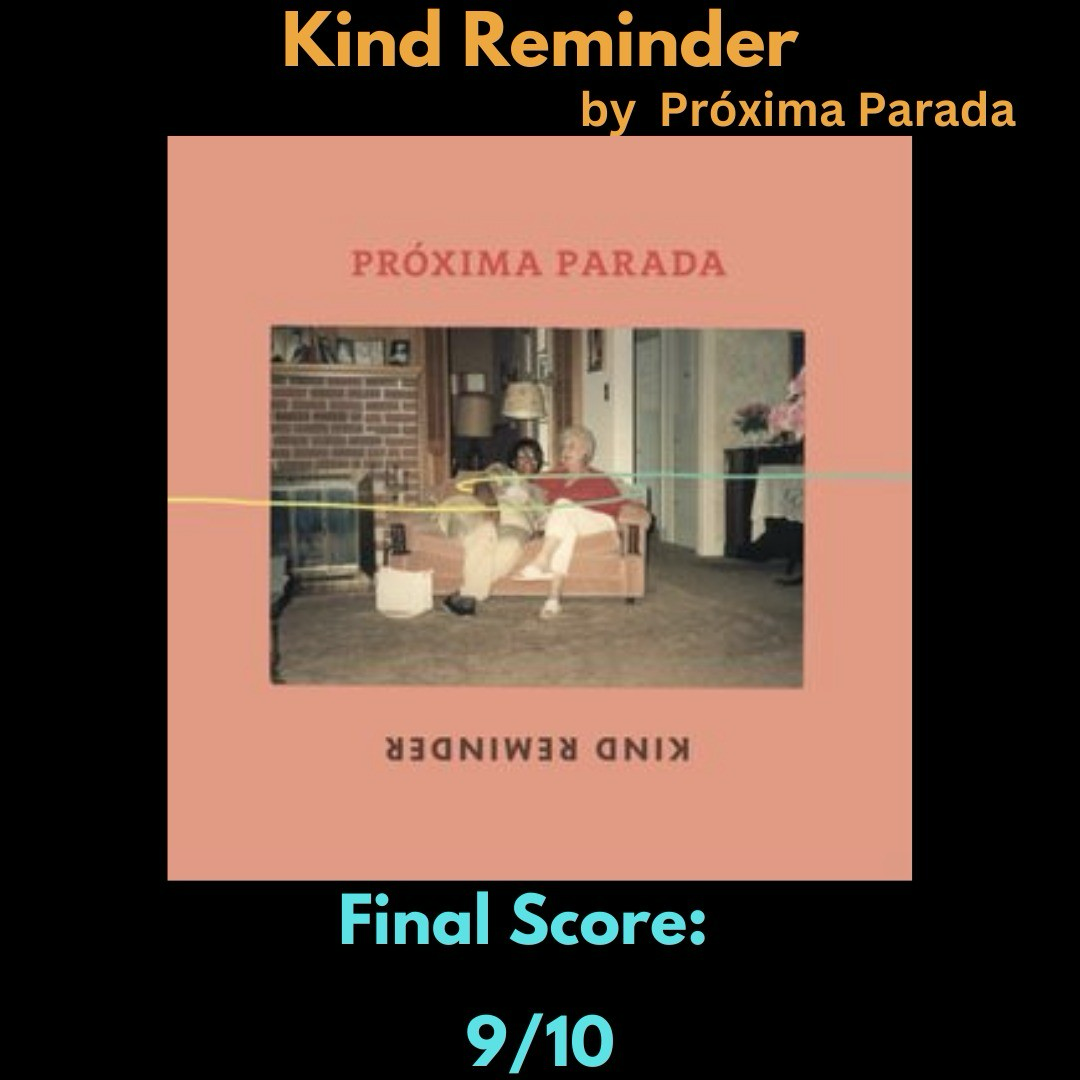 Kind Reminder
by Próxima Parada
PRÓXIMA PARADA
KIND REMINDER
Final Score:
9/10